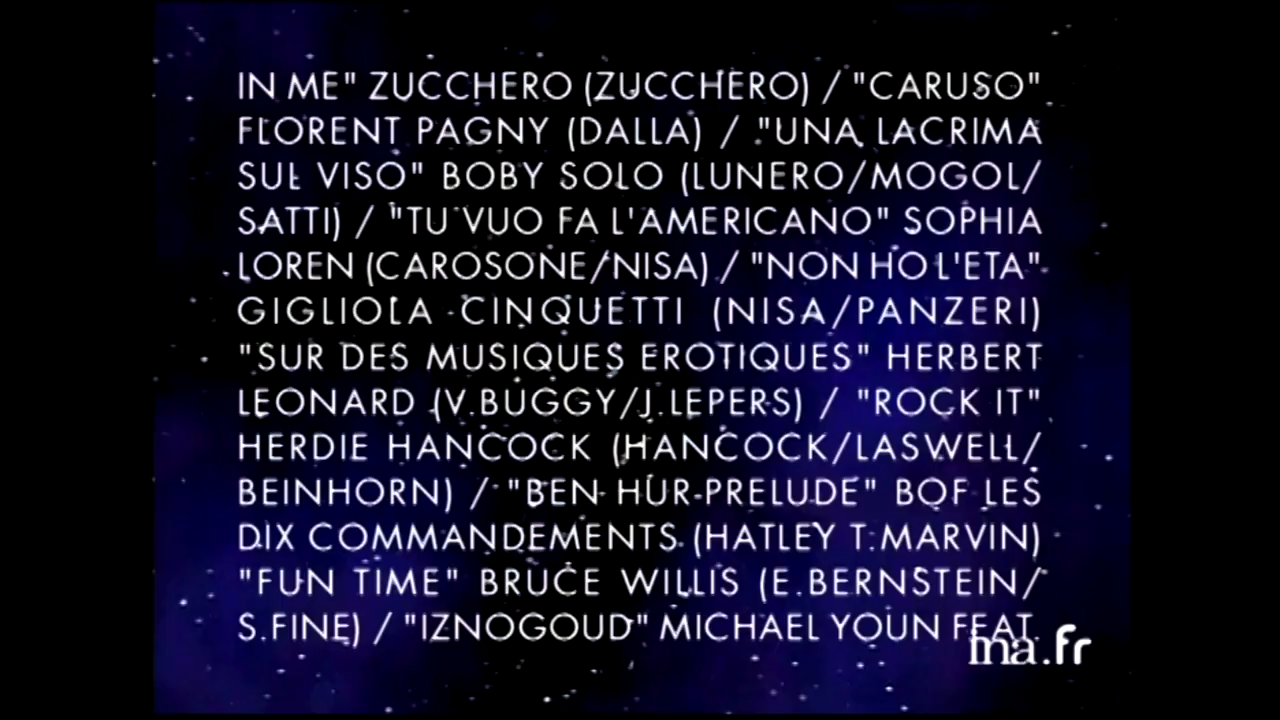 IN ME" ZUCCHERO (ZUCCHERO) / "CARUSO"
FLORENT PAGNY (DALLA) / "UNA LACRIMA
SUL VISO" BOBY SOLO (LUNERO/MOGOL/
SATTI) / "TU VUO FA L'AMERICANO" SOPHIA
LOREN (CAROSONE/NISA) / "NON HO L'ETA"
GIGLIOLA CINQUETTI (NISA/PANZERI)
"SUR DES MUSIQUES EROTIQUES" HERBERT
LEONARD (V.BUGGY/J.LEPERS) / "ROCK IT"
HERDIE HANCOCK (HANCOCK/LASWELL/
BEINHORN) / "BEN HUR-PRELUDE" BOF LES
DIX COMMANDEMENTS (HATLEY T.MARVIN)
"FUN TIME" BRUCE WILLIS (E.BERNSTEIN/
S.FINE) / "IZNOGOUD" MICHAEL YOUN FEAT.
ina.fr